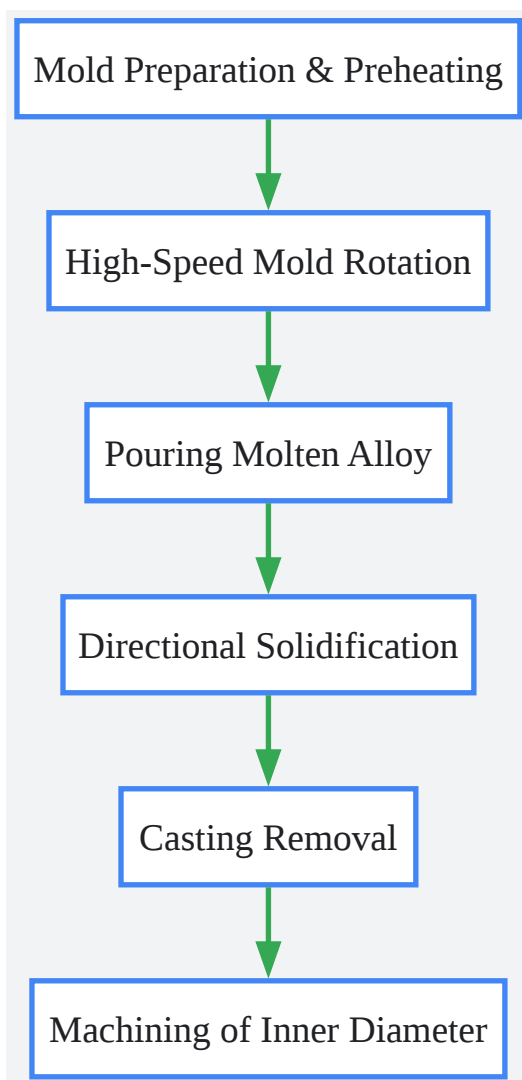 Mold Preparation & Preheating
High-Speed Mold Rotation
Pouring Molten Alloy
Directional Solidification
Casting Removal
Machining of Inner Diameter